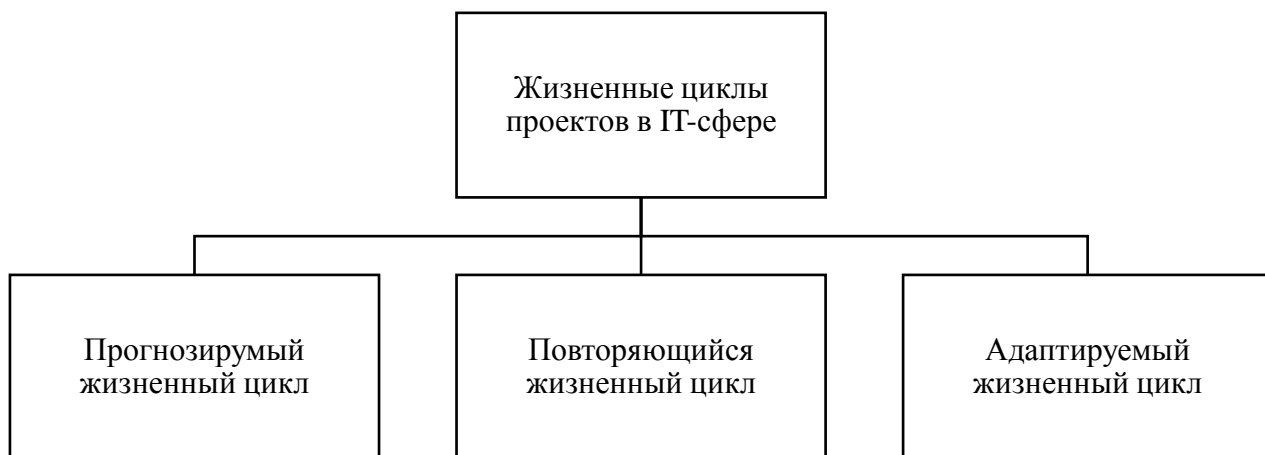 Жизненные циклы
проектов в IT-сфере
Прогнозирумый
жизненный цикл
Повторяющийся
жизненный цикл
Адаптируемый
жизненный цикл